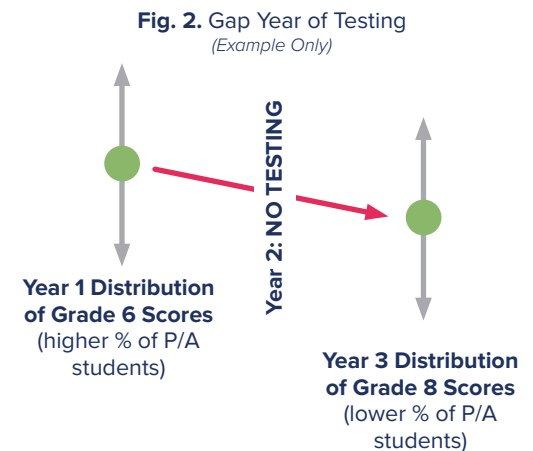 Fig. 2. Gap Year of Testing
(Example Only)
Year 2: NO TESTING
Year 1 Distribution
of Grade 6 Scores
(higher % of P/A
students)
Year 3 Distribution
of Grade 8 Scores
(lower % of P/A
students)